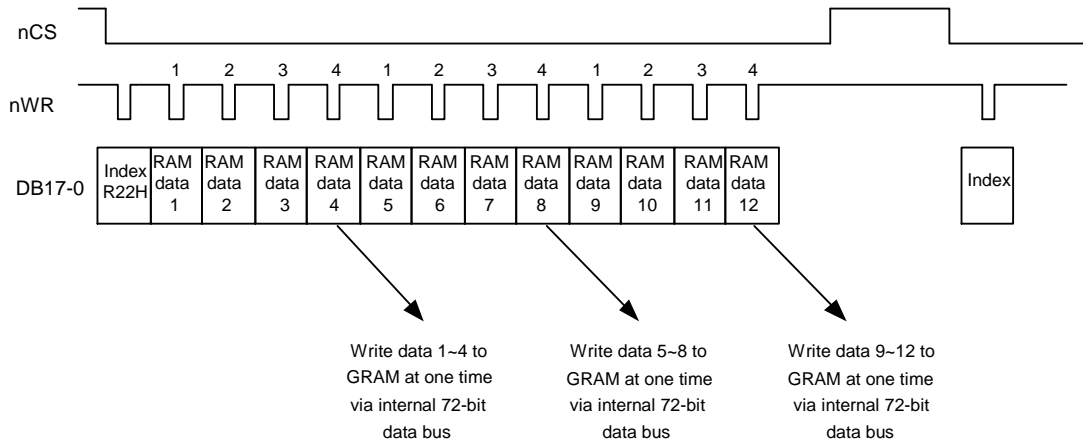 nCS
1 2 3 4 1 2 3 4 1 2 3 4
nWR
DB17-0
Index
R22H
RAM
data
1
RAM
data
2
RAM
data
3
RAM
data
4
RAM
data
5
RAM
data
6
RAM
data
7
RAM
data
8
RAM
data
9
RAM
data
10
RAM
data
11
RAM
data
12
Index
Write data 1~4 to
GRAM at one time
via internal 72-bit
data bus
Write data 5~8 to
GRAM at one time
via internal 72-bit
data bus
Write data 9~12 to
GRAM at one time
via internal 72-bit
data bus